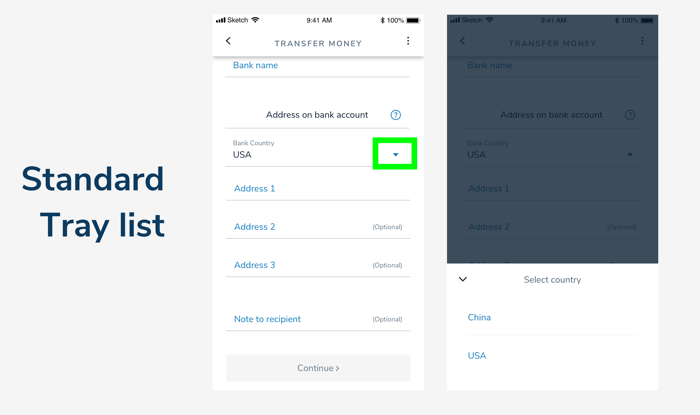 Standard
Tray list
Sketch 9:41 AM 100%
TRANSFER MONEY
Bank name
Address on bank account ?
Bank Country
USA
Address 1
Address 2 (Optional)
Address 3 (Optional)
Note to recipient (Optional)
Continue >
Sketch 9:41 AM 100%
TRANSFER MONEY
Bank name
Address on bank account ?
Bank Country
USA
Address 1
Address 2 (Optional)
Select country
China
USA